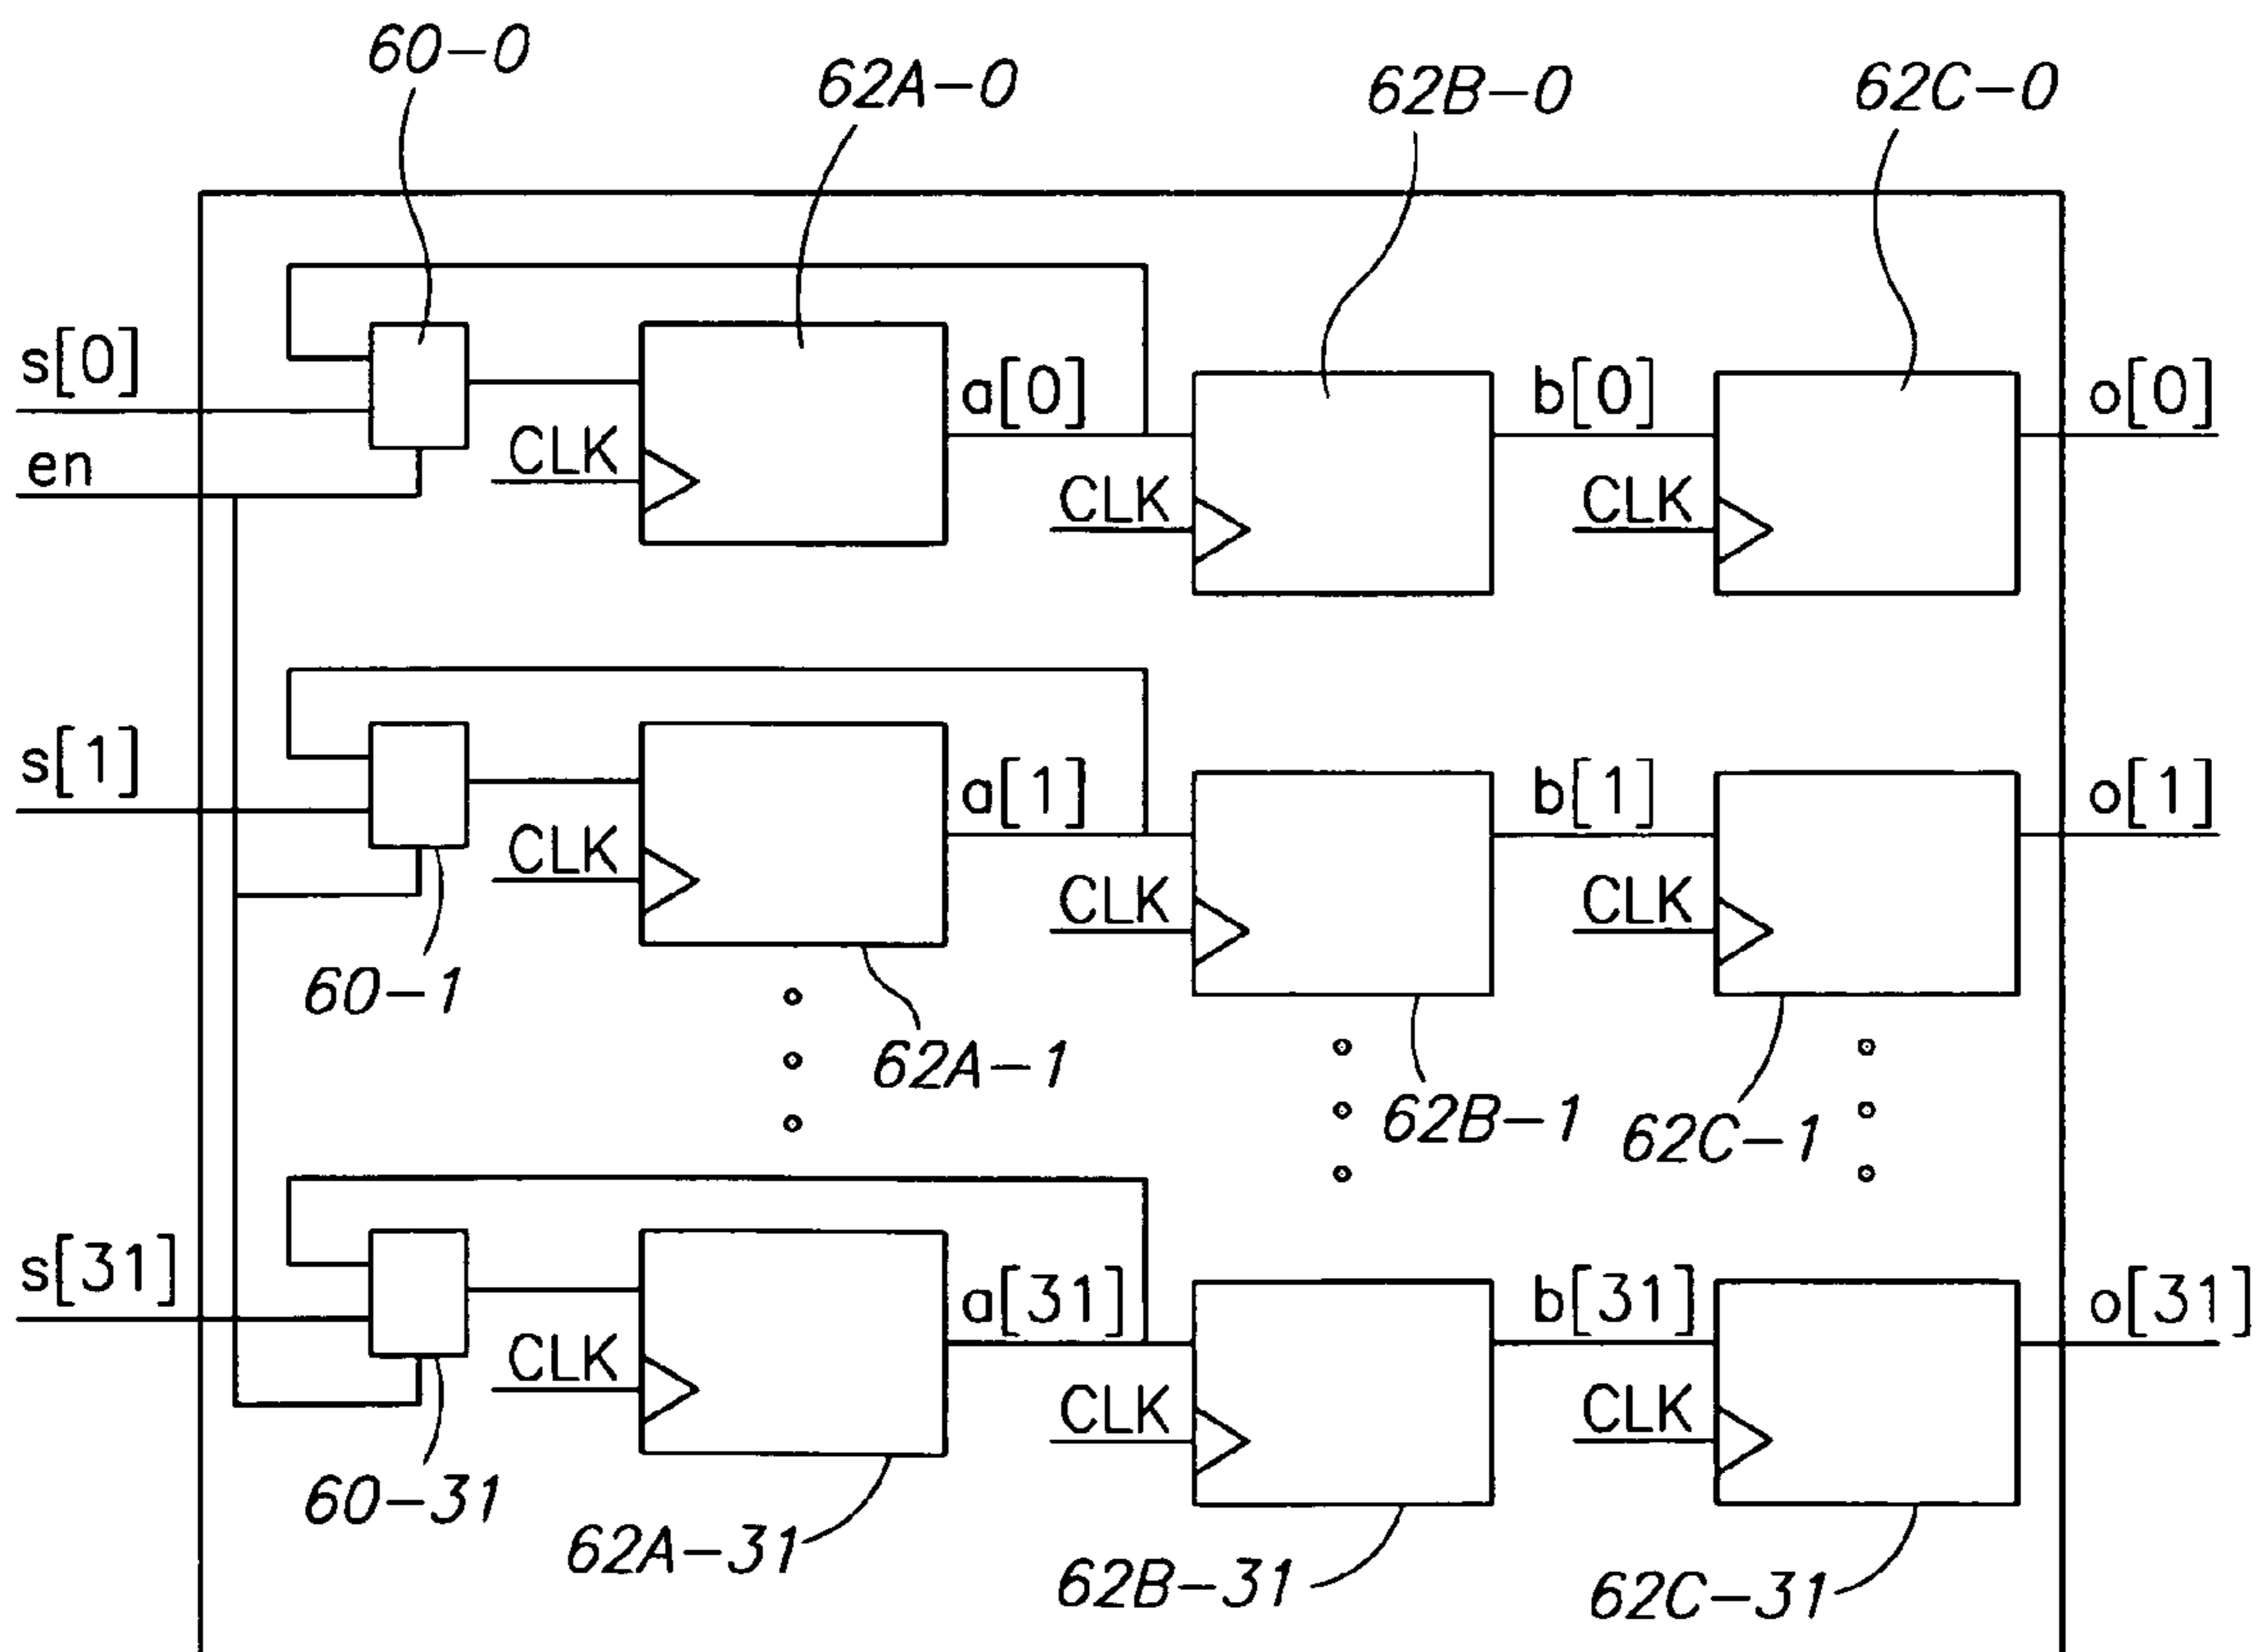 60-0
62A-0
62B-0
62C-0
s[0]
a[0]
b[0]
o[0]
en
CLK
CLK
CLK
s[1]
a[1]
b[1]
o[1]
CLK
CLK
CLK
60-1
62A-1
62B-1
62C-1
s[31]
a[31]
b[31]
o[31]
CLK
CLK
CLK
60-31
62A-31
62B-31
62C-31